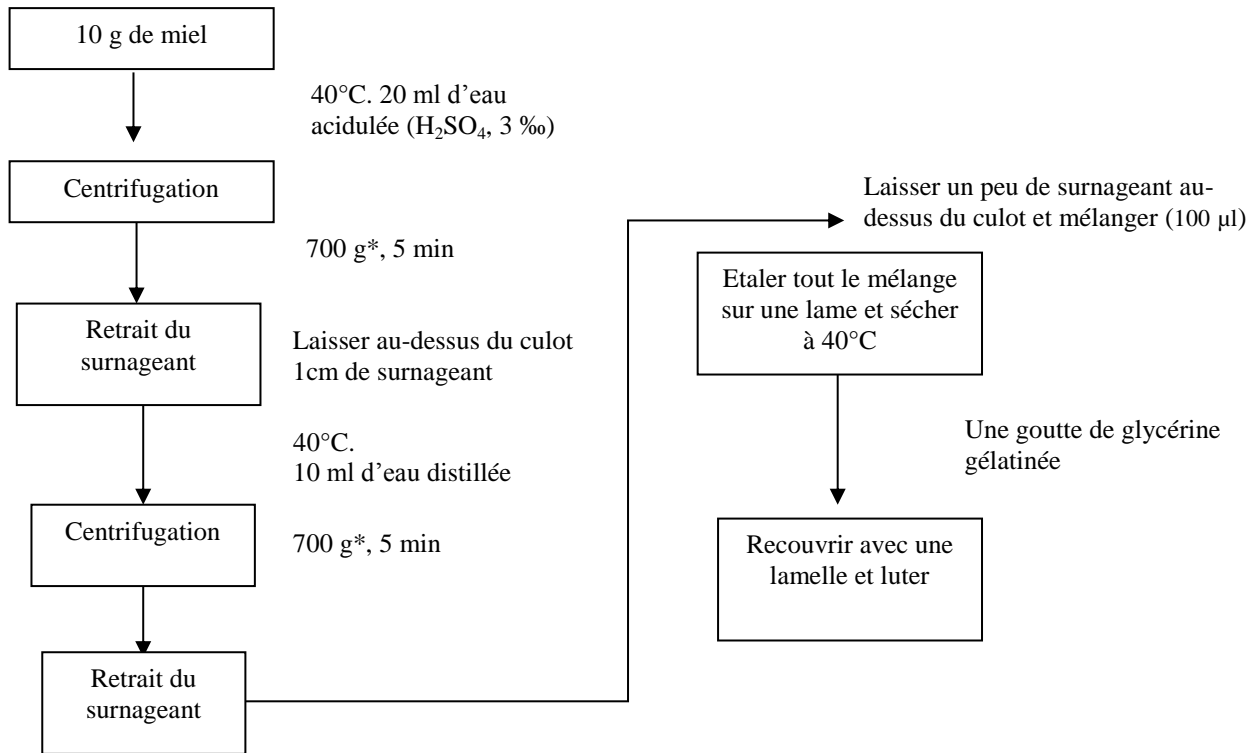 10 g de miel
40°C. 20 ml d’eau
acidulée (H₂SO₄, 3 ‰)
Centrifugation
700 g*, 5 min
Retrait du
surnageant
Laisser au-dessus du culot
1cm de surnageant
40°C.
10 ml d’eau distillée
Centrifugation
700 g*, 5 min
Retrait du
surnageant
Laisser un peu de surnageant au-
dessus du culot et mélanger (100 µl)
Etaler tout le mélange
sur une lame et sécher
à 40°C
Une goutte de glycérine
gélatinée
Recouvrir avec une
lamelle et luter